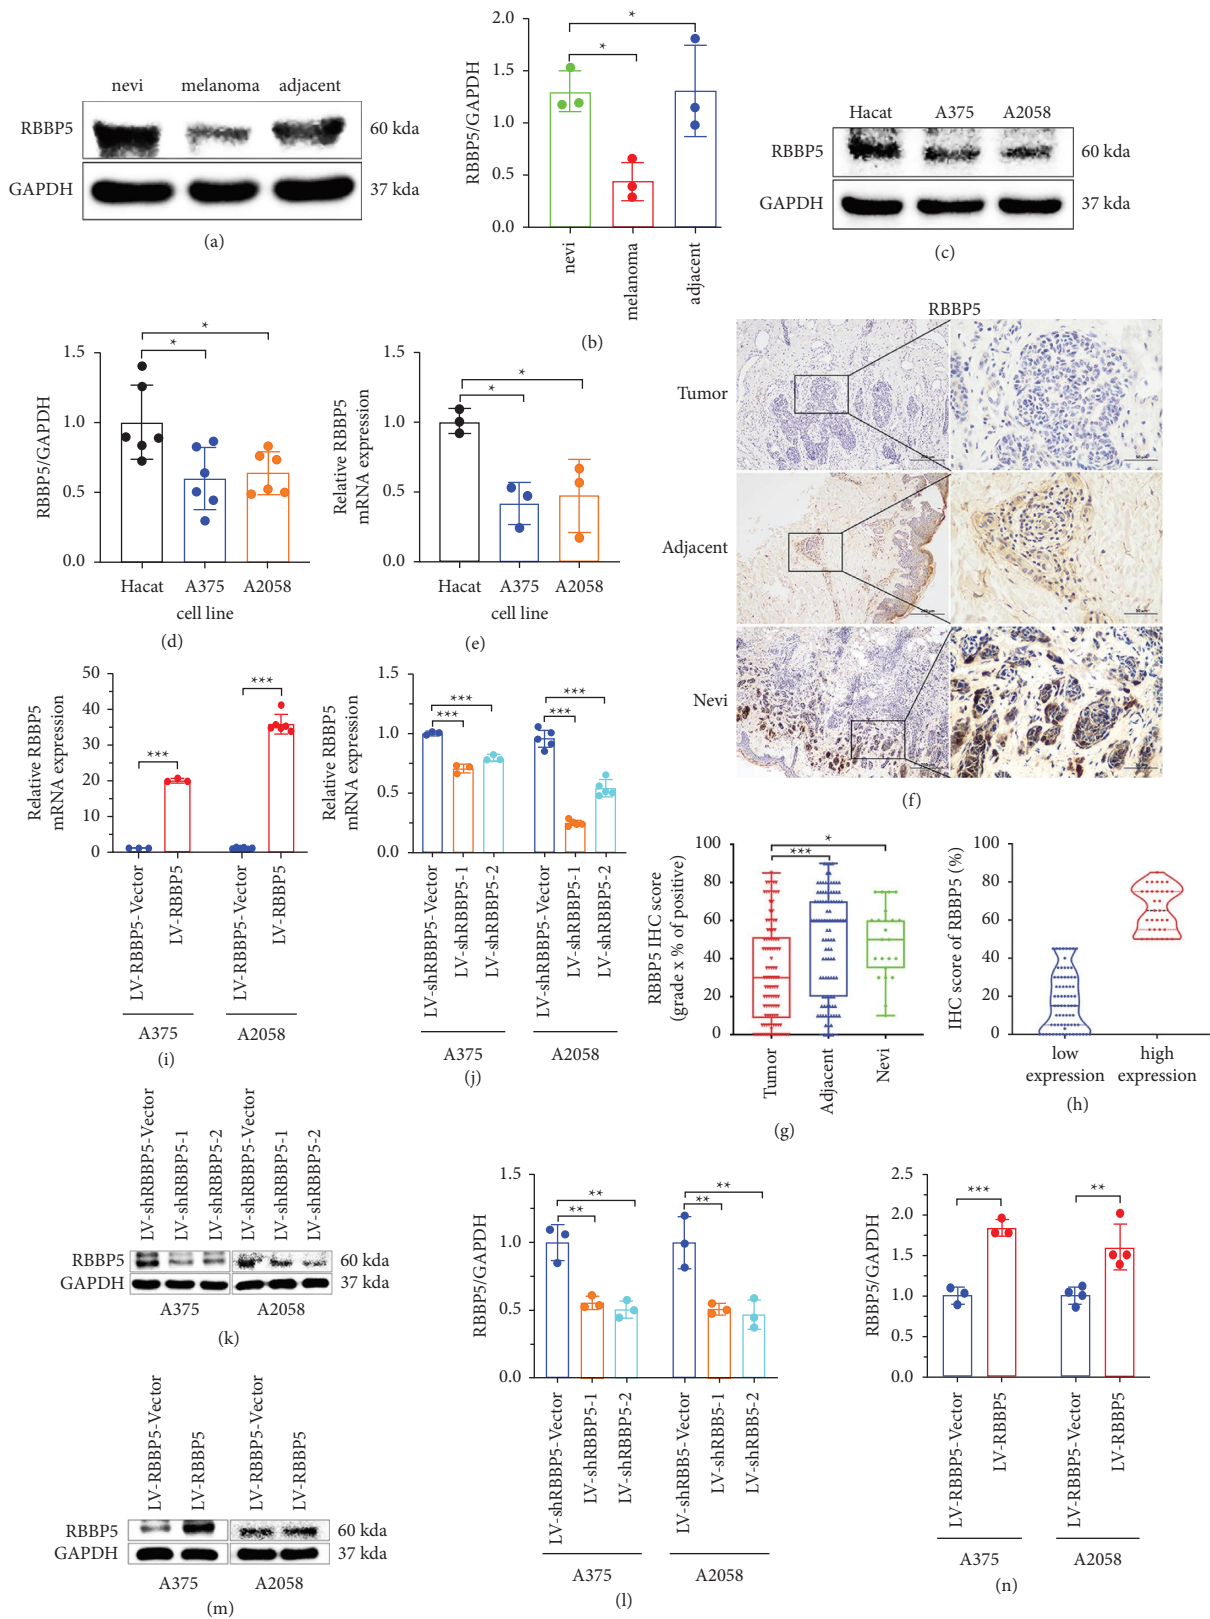 nevi melanoma adjacent
RBBP5 60 kda
GAPDH 37 kda
(a)
RBBP5/GAPDH
2.0
1.5
1.0
0.5
0.0
* *
nevi
melanoma
adjacent
(b)
Hacat A375 A2058
RBBP5 60 kda
GAPDH 37 kda
(c)
RBBP5/GAPDH
1.5
1.0
0.5
0.0
* *
Hacat A375 A2058
cell line
(d)
Relative RBBP5
mRNA expression
1.5
1.0
0.5
0.0
* *
Hacat A375 A2058
cell line
(e)
RBBP5
Tumor
Adjacent
Nevi
(f)
Relative RBBP5
mRNA expression
50
40
30
20
10
0
*** ***
LV-RBBP5-Vector
LV-RBBP5
LV-RBBP5-Vector
LV-RBBP5
A375 A2058
(i)
Relative RBBP5
mRNA expression
1.5
1.0
0.5
0.0
*** *** *** ***
LV-shRBBP5-Vector
LV-shRBBP5-1
LV-shRBBP5-2
LV-shRBBP5-Vector
LV-shRBBP5-1
LV-shRBBP5-2
A375 A2058
(j)
RBBP5 IHC score
(grade x % of positive)
100
80
60
40
20
0
*** *
Tumor
Adjacent
Nevi
(g)
IHC score of RBBP5 (%)
100
80
60
40
20
0
low
expression
high
expression
(h)
LV-shRBBP5-Vector
LV-shRBBP5-1
LV-shRBBP5-2
LV-shRBBP5-Vector
LV-shRBBP5-1
LV-shRBBP5-2
RBBP5 60 kda
GAPDH 37 kda
A375 A2058
(k)
RBBP5/GAPDH
1.5
1.0
0.5
0.0
** ** ** **
LV-shRBBP5-Vector
LV-shRBBP5-1
LV-shRBBP5-2
LV-shRBB5-Vector
LV-shRBB5-1
LV-shRBB5-2
A375 A2058
(l)
LV-RBBP5-Vector
LV-RBBP5
LV-RBBP5-Vector
LV-RBBP5
RBBP5 60 kda
GAPDH 37 kda
A375 A2058
(m)
RBBP5/GAPDH
2.5
2.0
1.5
1.0
0.5
0.0
*** **
LV-RBBP5-Vector
LV-RBBP5
LV-RBBP5-Vector
LV-RBBP5
A375 A2058
(n)